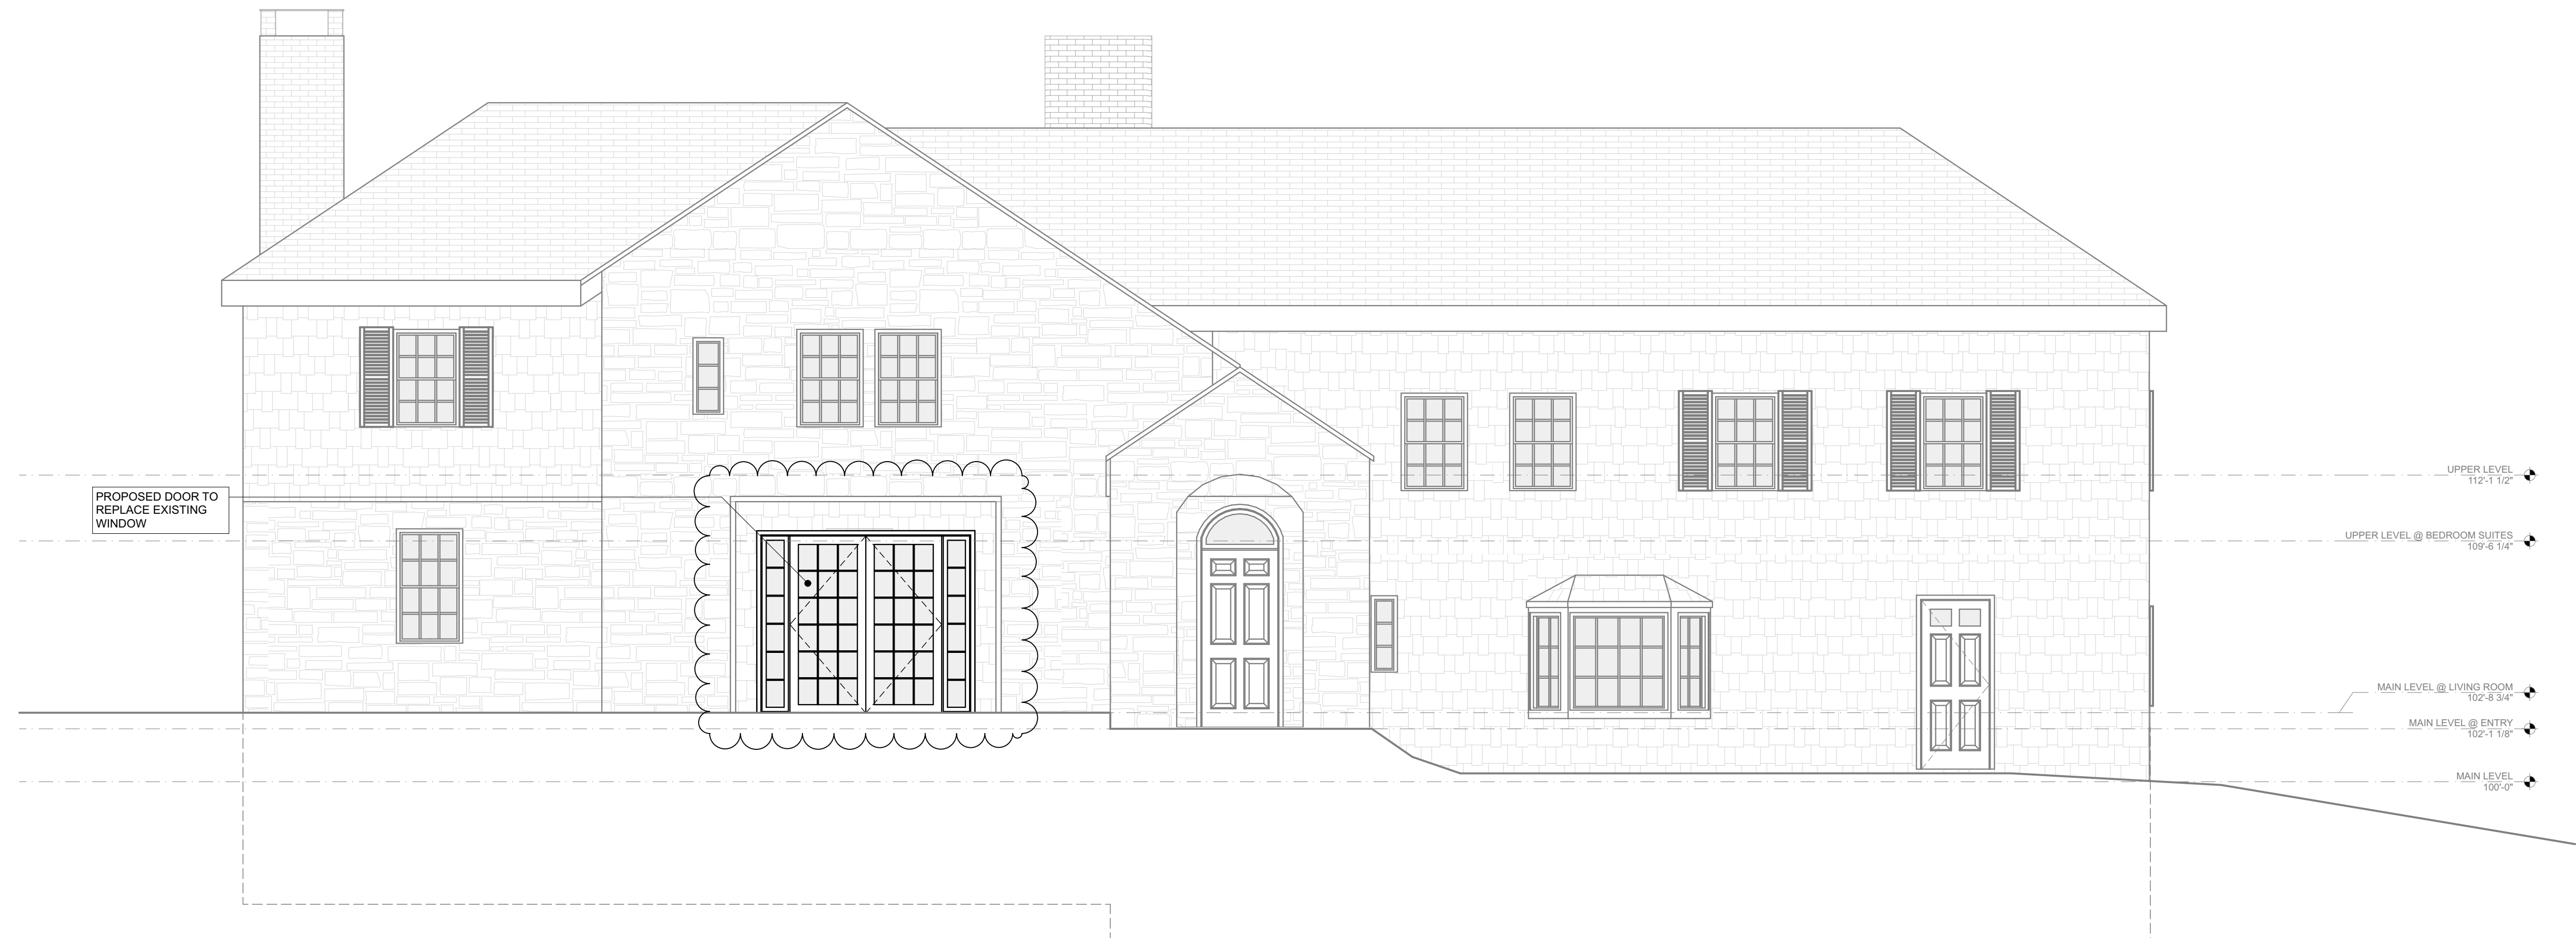 PROPOSED DOOR TO
REPLACE EXISTING
WINDOW
UPPER LEVEL
112'-1 1/2"
UPPER LEVEL @ BEDROOM SUITES
109'-6 1/4"
MAIN LEVEL @ LIVING ROOM
102'-8 3/4"
MAIN LEVEL @ ENTRY
102'-1 1/8"
MAIN LEVEL
100'-0"